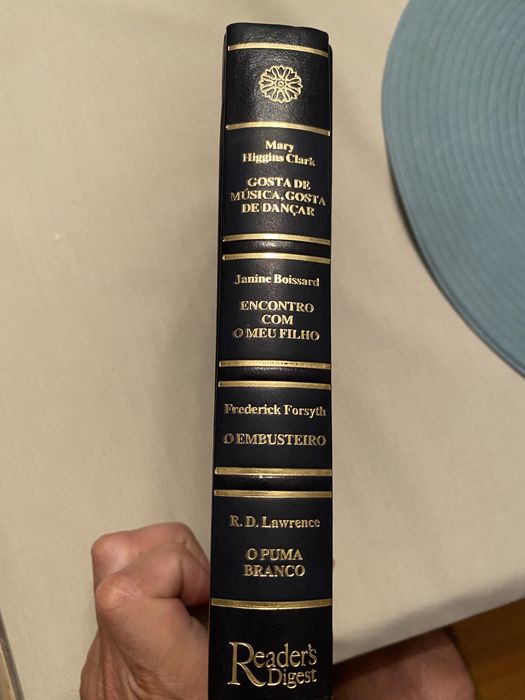 Mary
Higgins Clark
GOSTA DE
MÚSICA, GOSTA
DE DANÇAR
Janine Boissard
ENCONTRO
COM
O MEU FILHO
Frederick Forsyth
O EMBUSTEIRO
R. D. Lawrence
O PUMA
BRANCO
Reader's
Digest